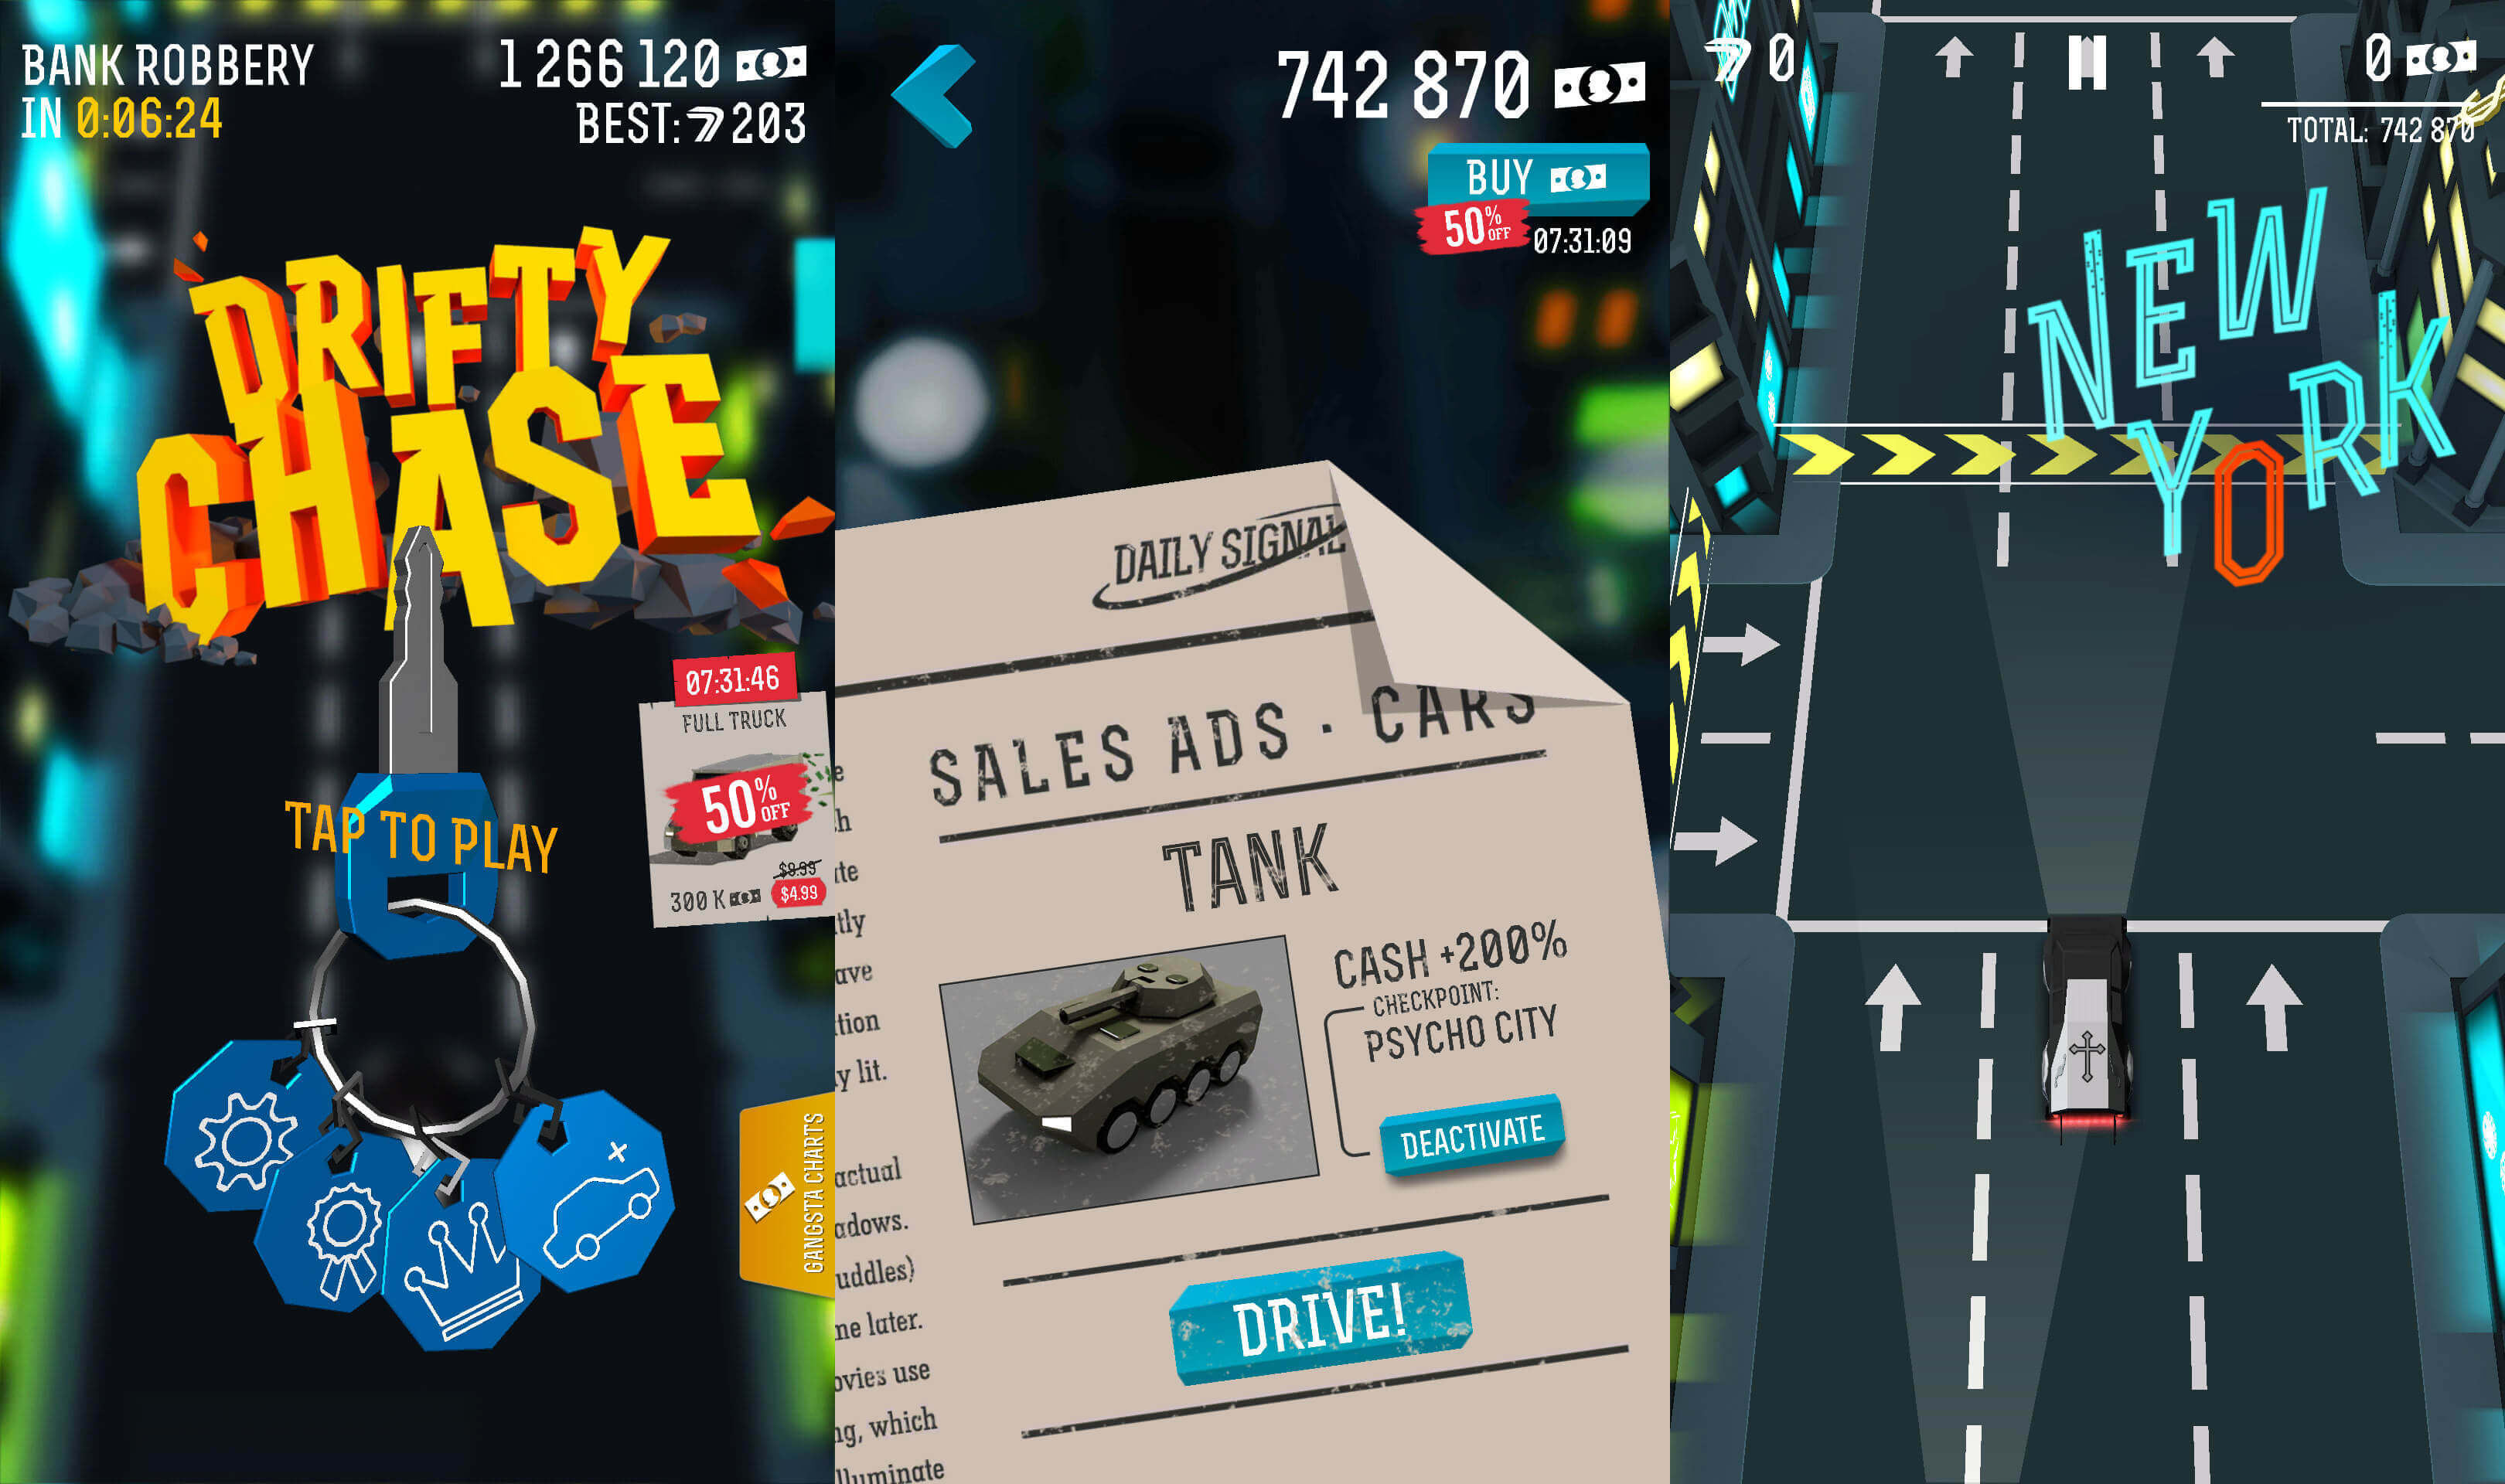 BANK ROBBERY
IN 0:06:24
1 266 120
BEST: 203
DRIFTY
CHASE
TAP TO PLAY
07:31:46
FULL TRUCK
50% OFF
$9.99
300 K $4.99
GANGSTA CHARTS
742 870
BUY
50% OFF 07:31:09
DAILY SIGNAL
SALES ADS · CARS
TANK
CASH +200%
CHECKPOINT:
PSYCHO CITY
DEACTIVATE
DRIVE!
e
h
te
tly
ave
tion
y lit.
actual
adows.
uddles)
ne later.
ovies use
ng, which
lluminate
0
0
TOTAL: 742 870
NEW
YORK